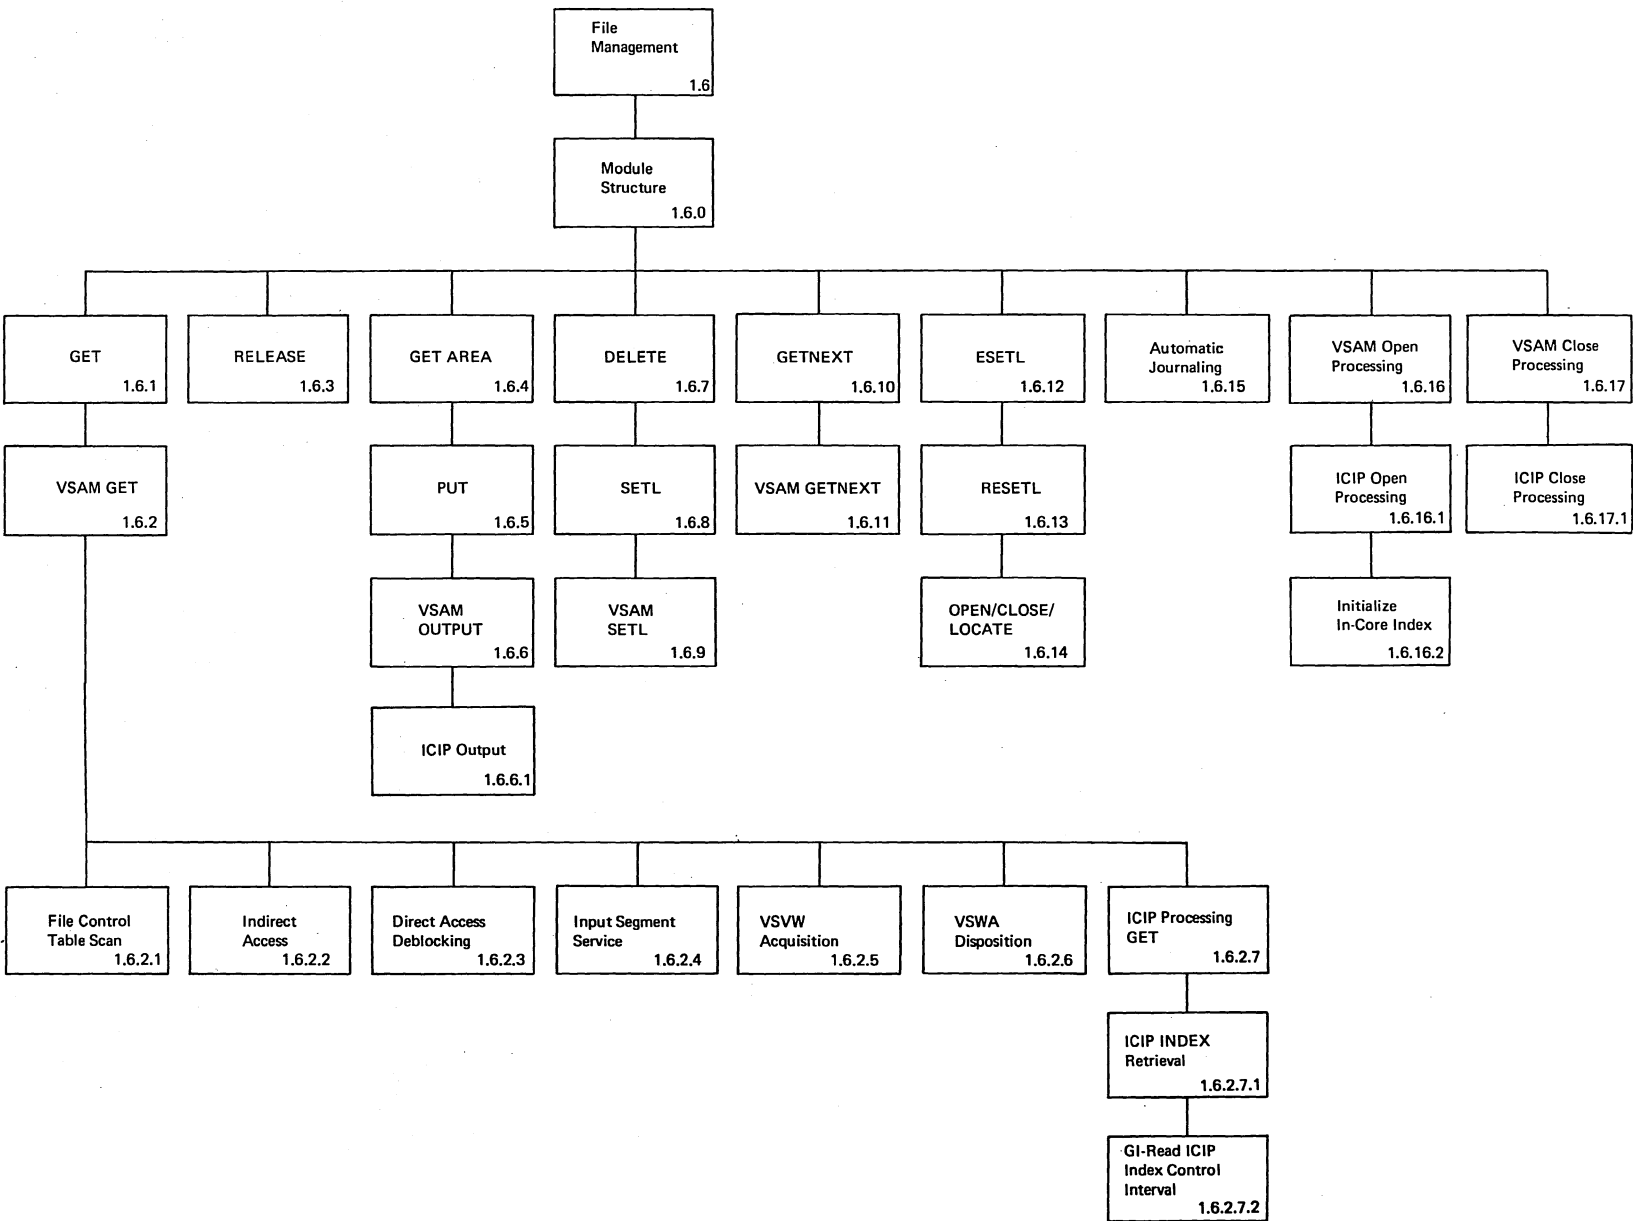 File
Management
1.6
Module
Structure
1.6.0
GET
1.6.1
RELEASE
1.6.3
GET AREA
1.6.4
DELETE
1.6.7
GETNEXT
1.6.10
ESETL
1.6.12
Automatic
Journaling
1.6.15
VSAM Open
Processing
1.6.16
VSAM Close
Processing
1.6.17
VSAM GET
1.6.2
PUT
1.6.5
SETL
1.6.8
VSAM GETNEXT
1.6.11
RESETL
1.6.13
ICIP Open
Processing
1.6.16.1
ICIP Close
Processing
1.6.17.1
VSAM
OUTPUT
1.6.6
VSAM
SETL
1.6.9
OPEN/CLOSE/
LOCATE
1.6.14
Initialize
In-Core Index
1.6.16.2
ICIP Output
1.6.6.1
File Control
Table Scan
1.6.2.1
Indirect
Access
1.6.2.2
Direct Access
Deblocking
1.6.2.3
Input Segment
Service
1.6.2.4
VSVW
Acquisition
1.6.2.5
VSWA
Disposition
1.6.2.6
ICIP Processing
GET
1.6.2.7
ICIP INDEX
Retrieval
1.6.2.7.1
GI-Read ICIP
Index Control
Interval
1.6.2.7.2